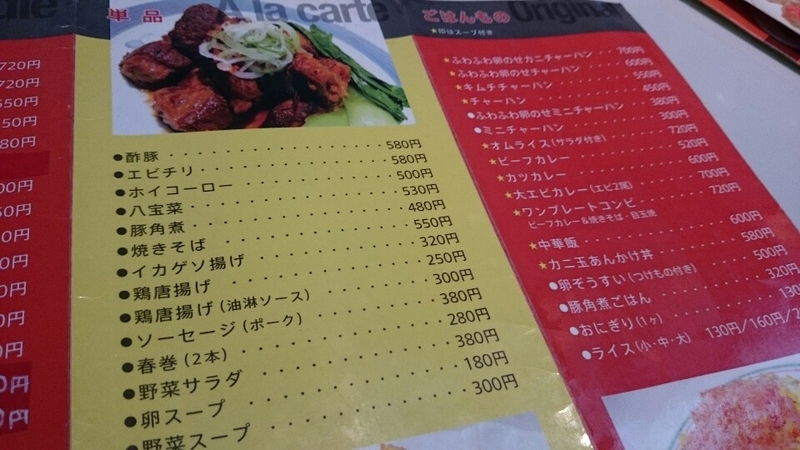 720円
720円
単品
A la carte
●酢豚 ・・・・・・・・・・・・ 580円
●エビチリ ・・・・・・・・・・・・ 580円
●ホイコーロー ・・・・・・・・・・ 500円
●八宝菜 ・・・・・・・・・・・・ 530円
●豚角煮 ・・・・・・・・・・・・ 480円
●焼きそば ・・・・・・・・・・・・ 550円
●イカゲソ揚げ ・・・・・・・・・・ 320円
●鶏唐揚げ ・・・・・・・・・・・・ 250円
●鶏唐揚げ(油淋ソース) ・・・・・・ 300円
●ソーセージ(ポーク) ・・・・・・・ 380円
●春巻(2本) ・・・・・・・・・・・ 280円
●野菜サラダ ・・・・・・・・・・・ 380円
●卵スープ ・・・・・・・・・・・・ 180円
●野菜スープ ・・・・・・・・・・・ 300円
ごはんもの
Original
★印はスープ付き
★ふわふわ卵のせカニチャーハン 700円
★ふわふわ卵のせチャーハン 600円
★キムチチャーハン 550円
★チャーハン 450円
●ふわふわ卵のせミニチャーハン 380円
●ミニチャーハン 300円
★オムライス(サラダ付き) 720円
★ビーフカレー 520円
★カツカレー 600円
★大エビカレー(エビ2尾) 700円
★ワンプレートコンビ 720円
ビーフカレー&焼きそば・目玉焼
★中華飯 600円
★カニ玉あんかけ丼 580円
●卵ぞうすい(つけもの付き) 500円
●豚角煮ごはん 320円
●おにぎり(1ヶ) 130
●ライス(小・中・大) 130円/160円/2